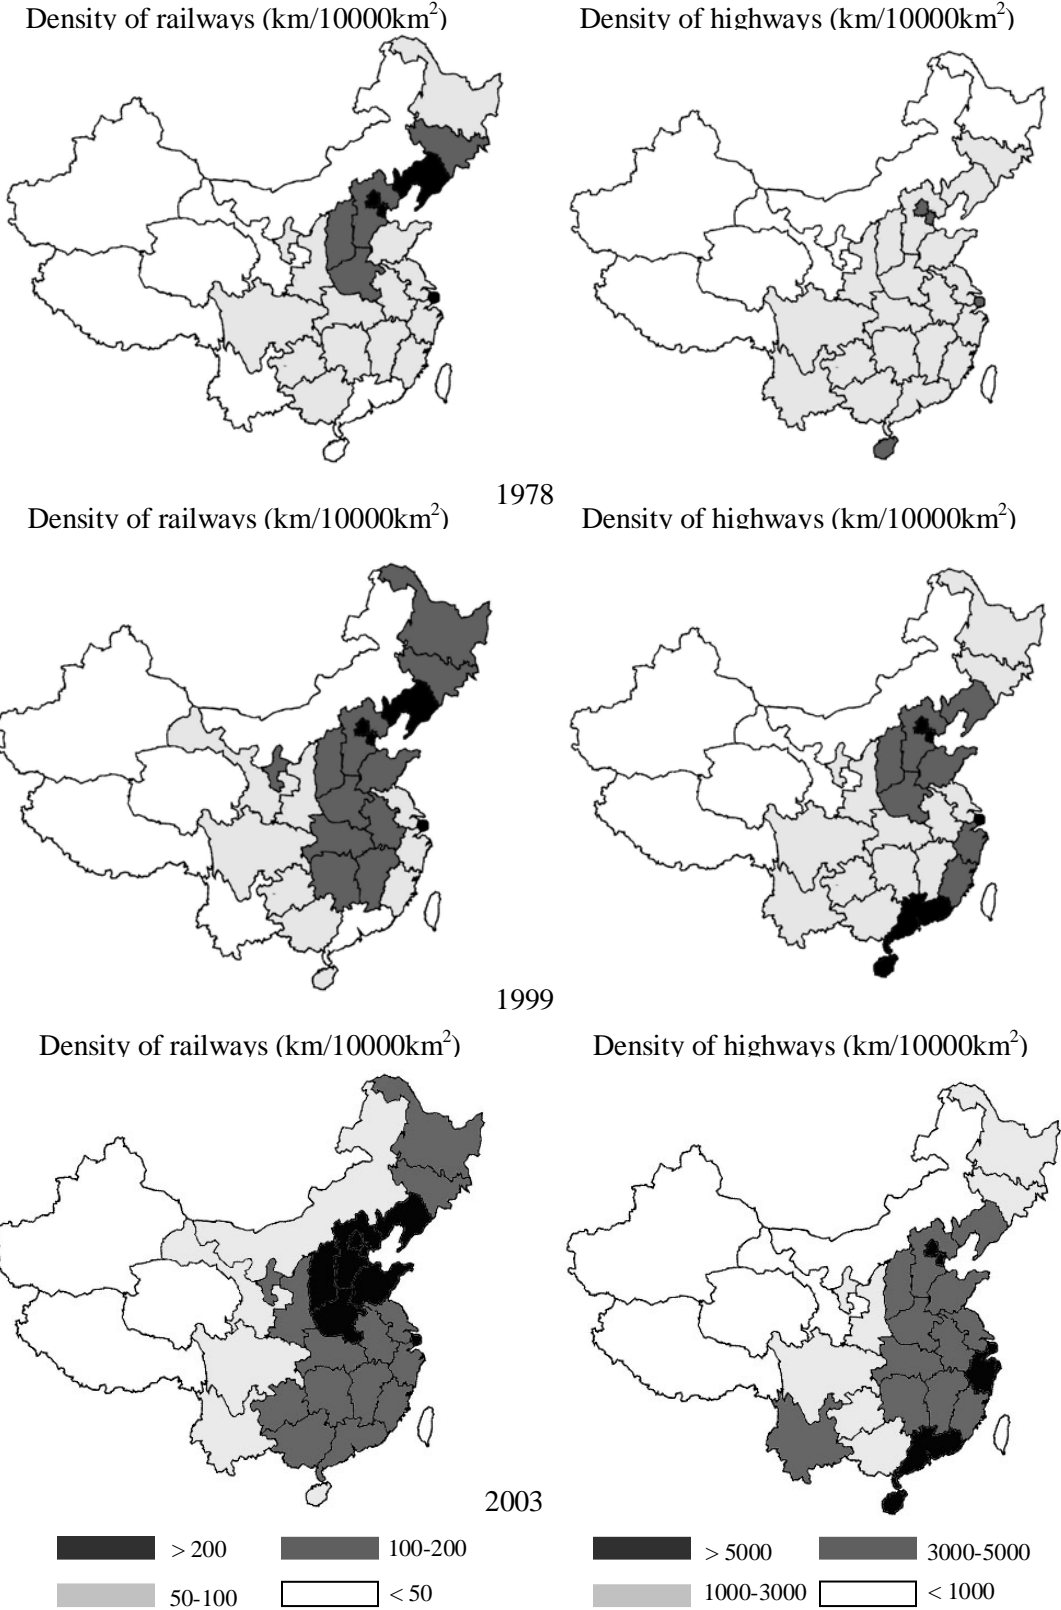 Density of railways (km/10000km²)
Density of highways (km/10000km²)
1978
Density of railways (km/10000km²)
Density of highways (km/10000km²)
1999
Density of railways (km/10000km²)
Density of highways (km/10000km²)
2003
> 200
100-200
50-100
< 50
> 5000
3000-5000
1000-3000
< 1000